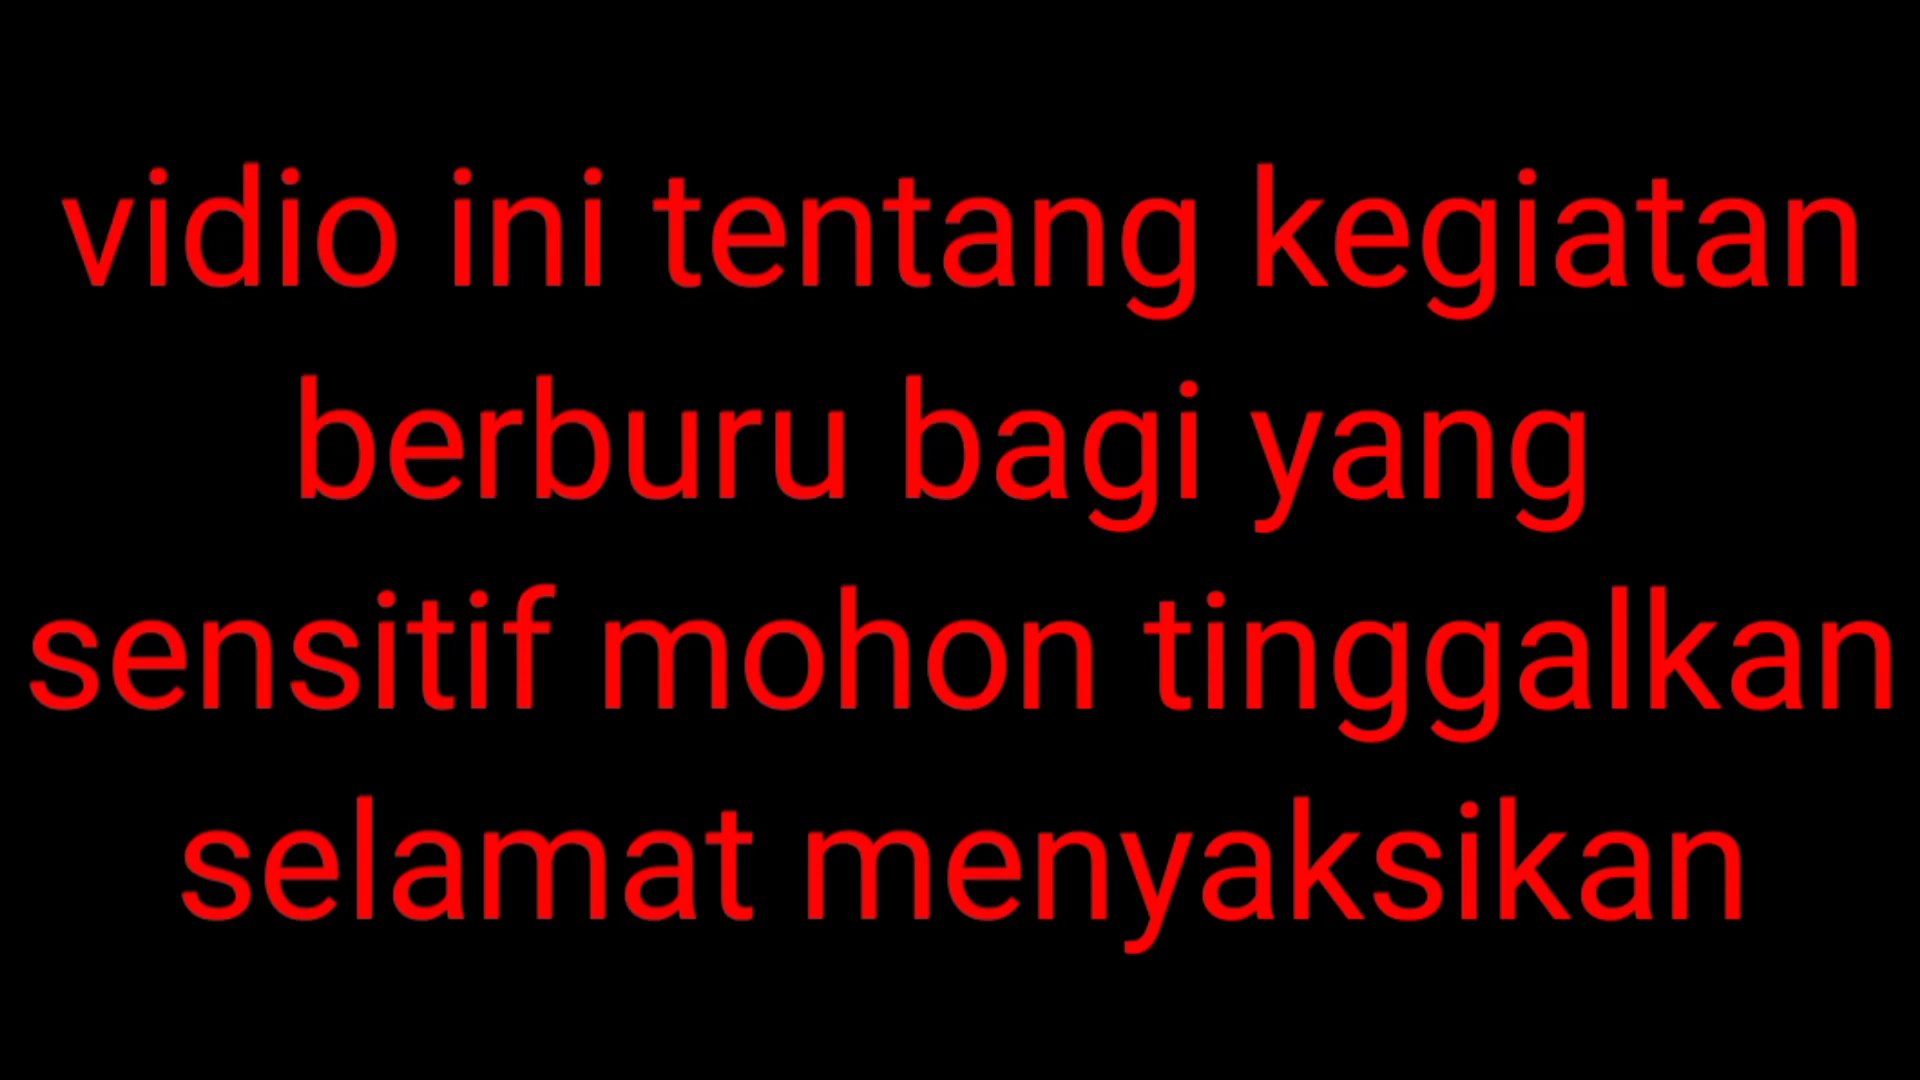 vidio ini tentang kegiatan
berburu bagi yang
sensitif mohon tinggalkan
selamat menyaksikan